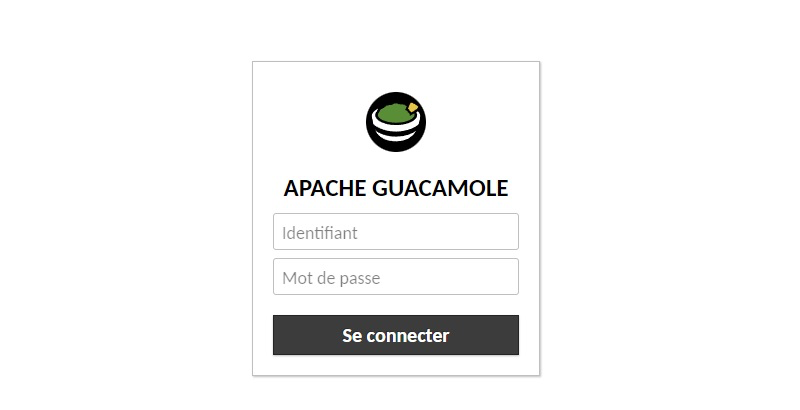 APACHE GUACAMOLE
Identifiant
Mot de passe
Se connecter